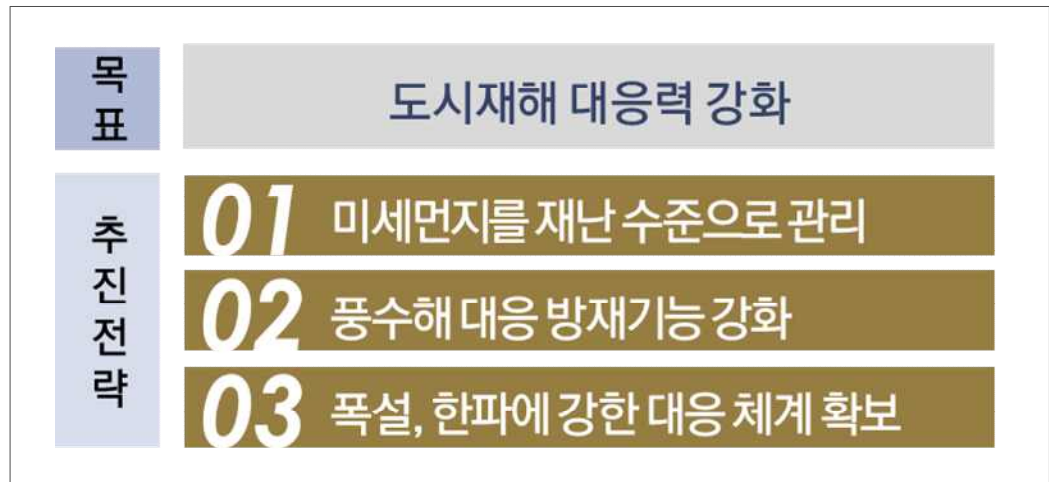 목표
도시재해 대응력 강화
추진전략
01 미세먼지를 재난 수준으로 관리
02 풍수해 대응 방재기능 강화
03 폭설, 한파에 강한 대응 체계 확보